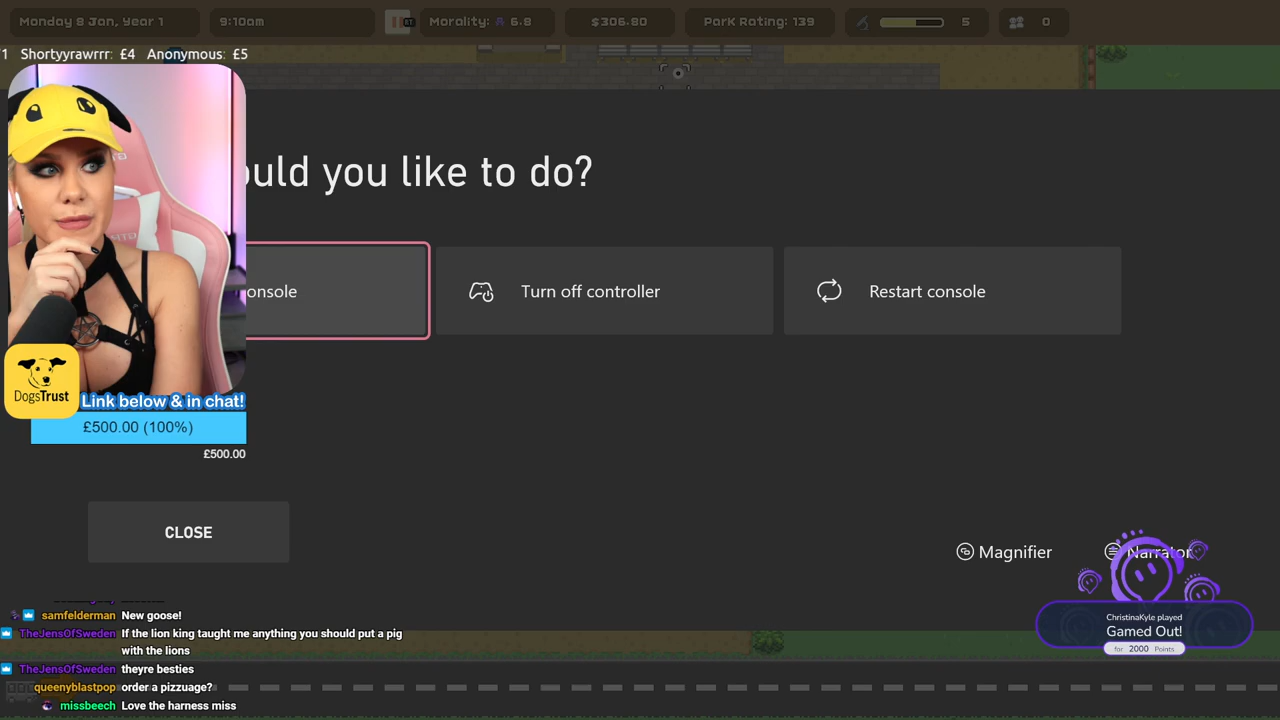 Monday 8 Jan, Year 1
9:10am
Morality: 6.8
$306.80
Park Rating: 139
5
0
Shortyyrawrrr: £4 Anonymous: £5
ould you like to do?
onsole
Turn off controller
Restart console
DogsTrust
Link below & in chat!
£500.00 (100%)
£500.00
CLOSE
Magnifier
Narrator
ChristinaKyle played
Gamed Out!
for 2000 Points
samfelderman New goose!
TheJensOfSweden If the lion king taught me anything you should put a pig
with the lions
TheJensOfSweden theyre besties
queenyblastpop order a pizzuage?
missbeech Love the harness miss